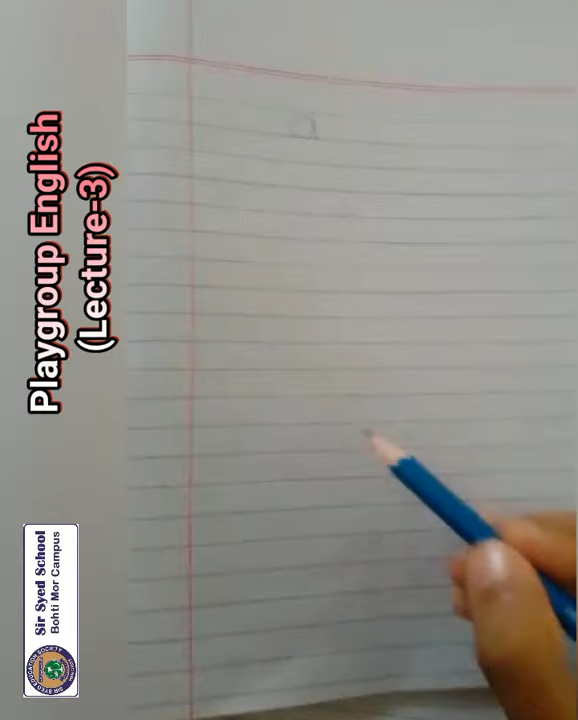 Playgroup English
(Lecture-3)
a
Sir Syed School
Bohti Mor Campus